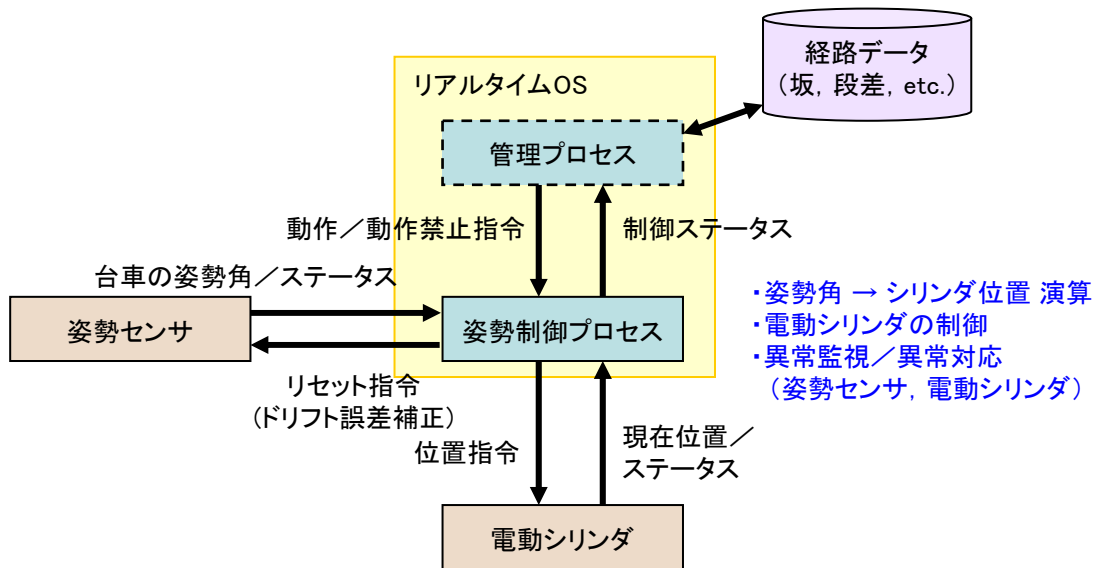 経路データ
（坂，段差，etc.）
リアルタイムOS
管理プロセス
動作／動作禁止指令
制御ステータス
台車の姿勢角／ステータス
姿勢センサ
姿勢制御プロセス
・姿勢角 → シリンダ位置 演算
・電動シリンダの制御
・異常監視／異常対応
（姿勢センサ，電動シリンダ）
リセット指令
(ドリフト誤差補正)
位置指令
現在位置／
ステータス
電動シリンダ